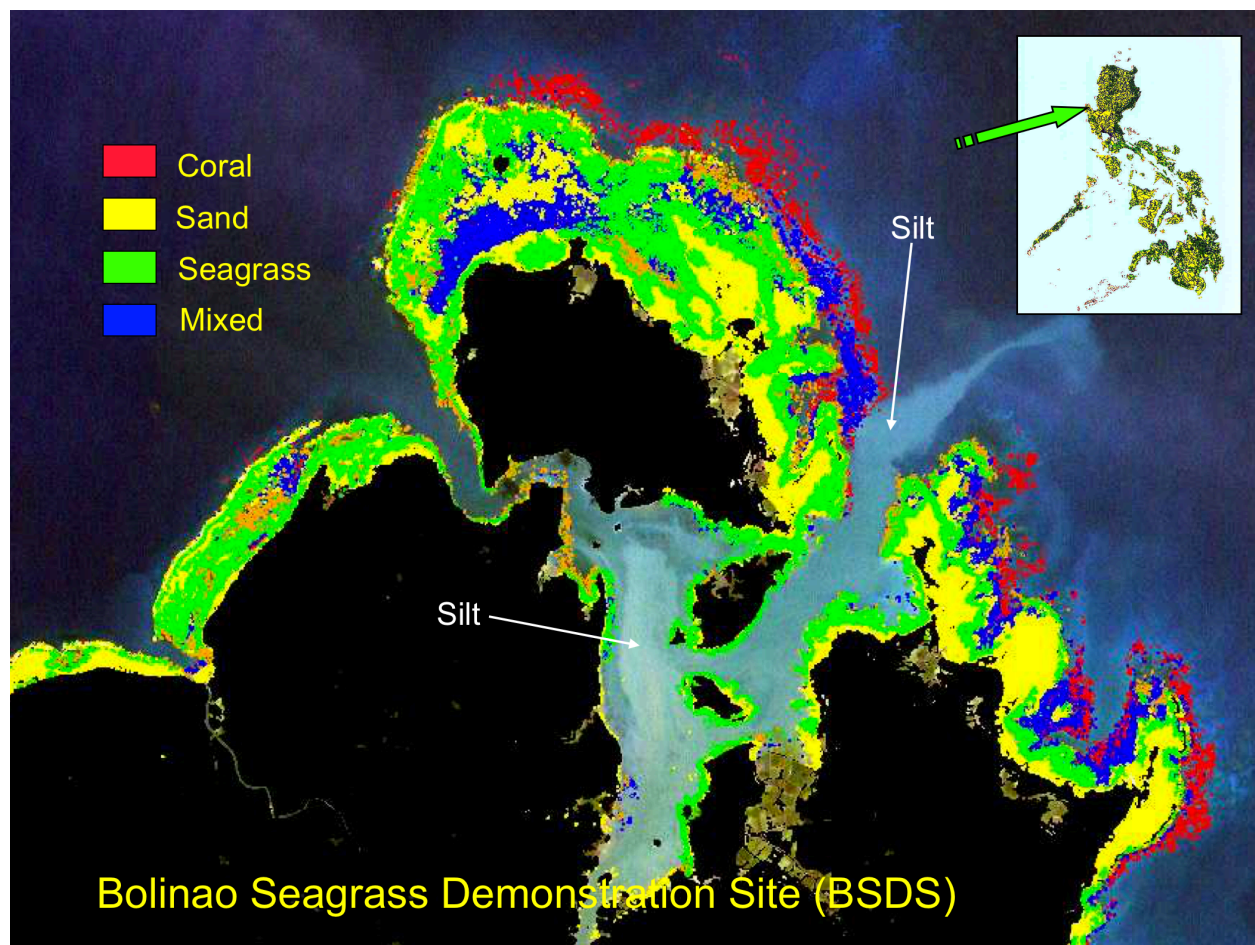 Coral
Sand
Seagrass
Mixed
Silt
Silt
Bolinao Seagrass Demonstration Site (BSDS)